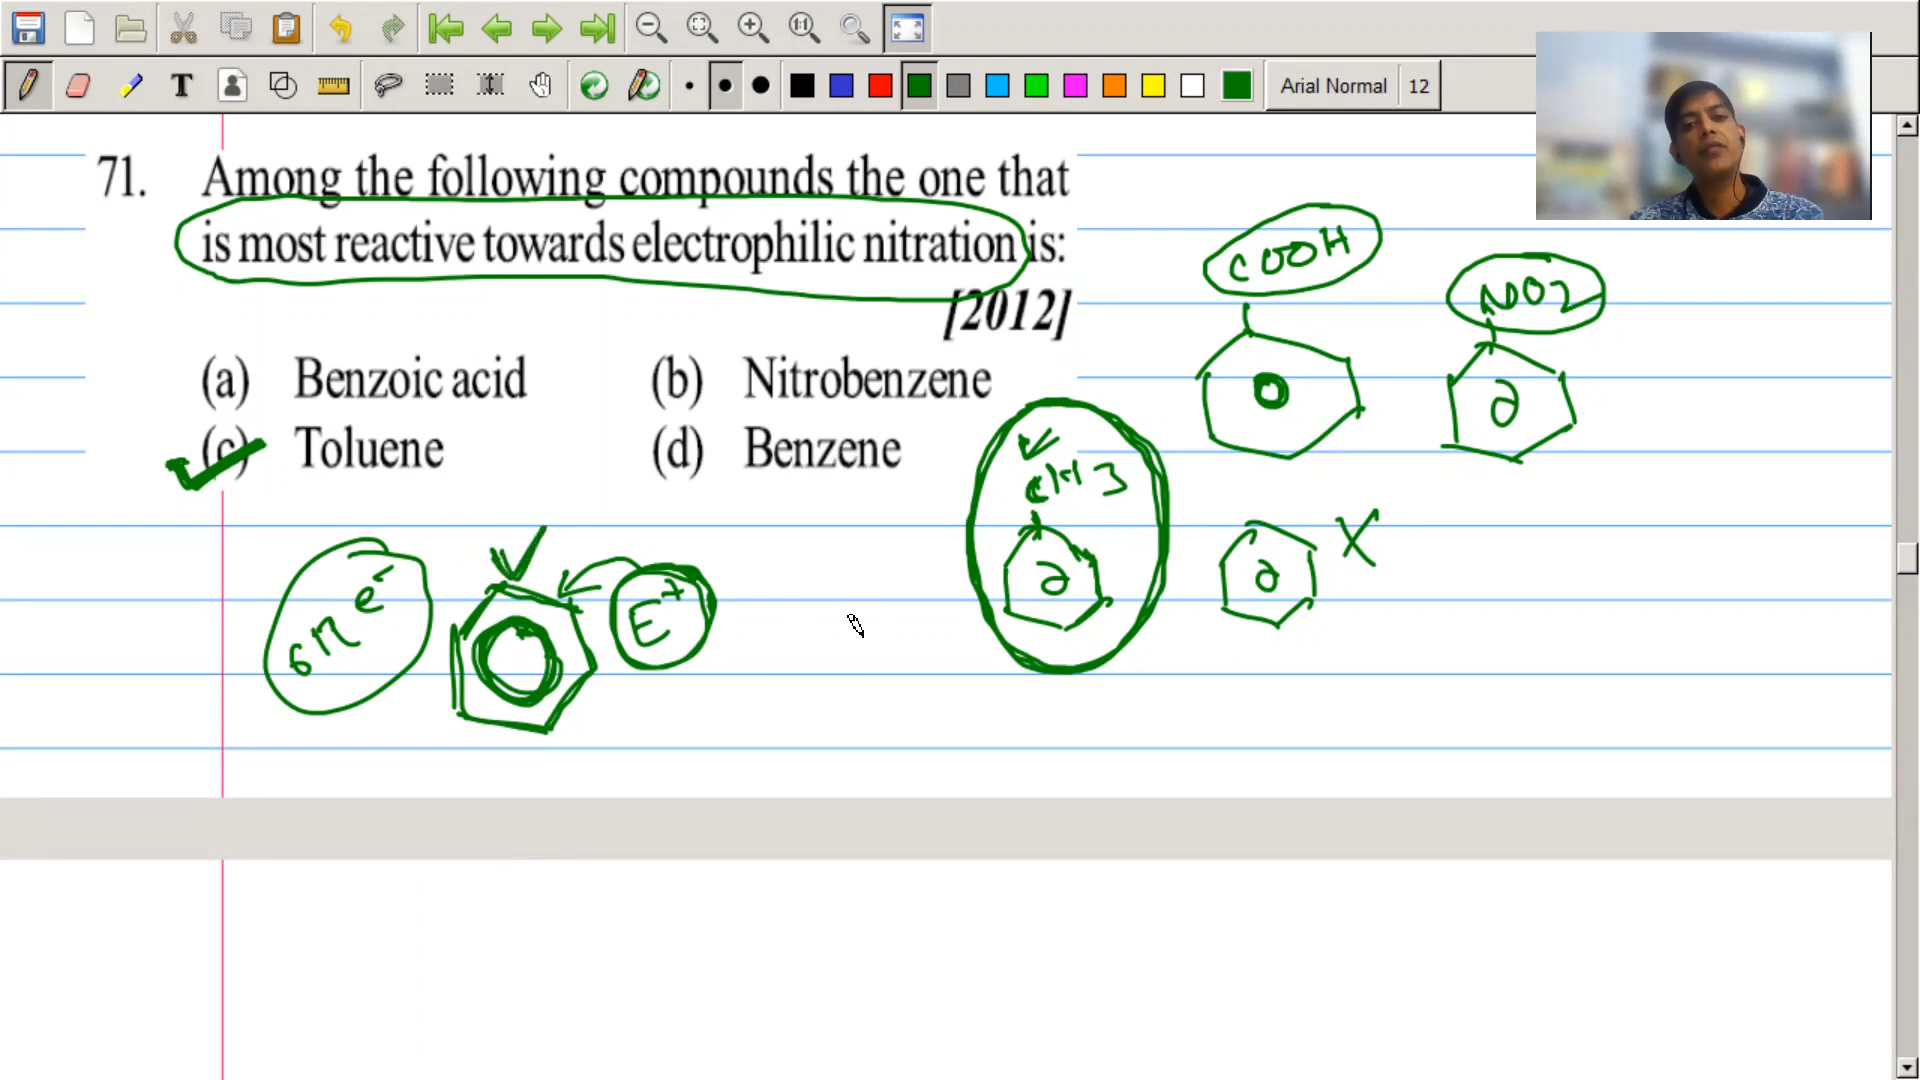 Arial Normal 12
71. Among the following compounds the one that
is most reactive towards electrophilic nitration is:
[2012]
(a) Benzoic acid (b) Nitrobenzene
(c) Toluene (d) Benzene
COOH
NO2
CH3
6π e-
E+